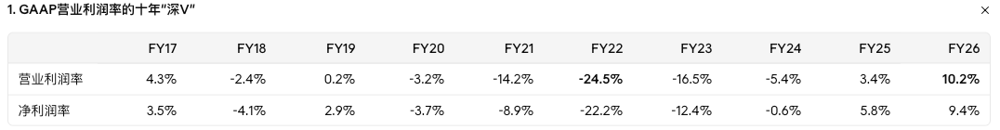 1. GAAP营业利润率的十年“深V”
FY17 FY18 FY19 FY20 FY21 FY22 FY23 FY24 FY25 FY26
营业利润率 4.3% -2.4% 0.2% -3.2% -14.2% -24.5% -16.5% -5.4% 3.4% 10.2%
净利润率 3.5% -4.1% 2.9% -3.7% -8.9% -22.2% -12.4% -0.6% 5.8% 9.4%